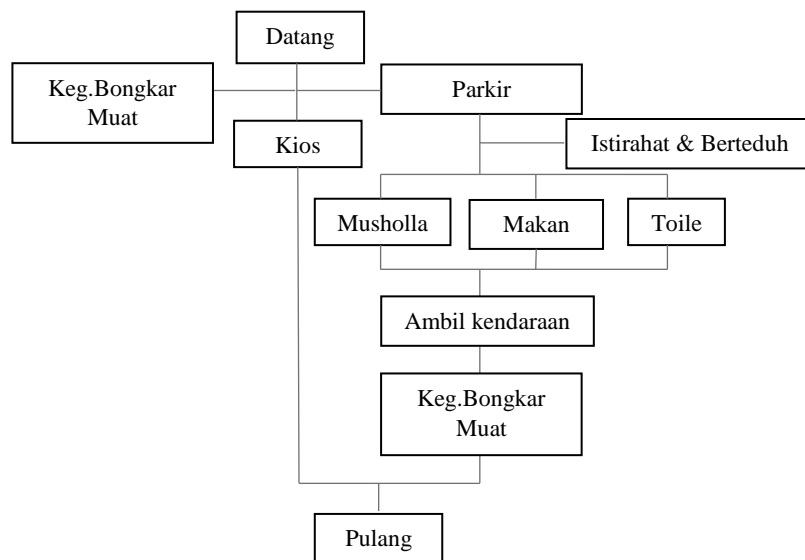 Datang
Keg.Bongkar
Muat
Parkir
Kios
Istirahat & Berteduh
Musholla
Makan
Toile
Ambil kendaraan
Keg.Bongkar
Muat
Pulang